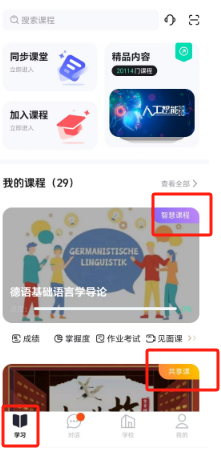 搜索课程
同步课堂
立即进入
精品内容
20114门课程
加入课程
立即进入
人工智能
我的课程（29）
查看全部 >
智慧课程
GERMANISTISCHE
LINGUISTIK
德语基础语言学导论
成绩
掌握度
作业考试
见面课
共享课
学习
对话
学校
我的